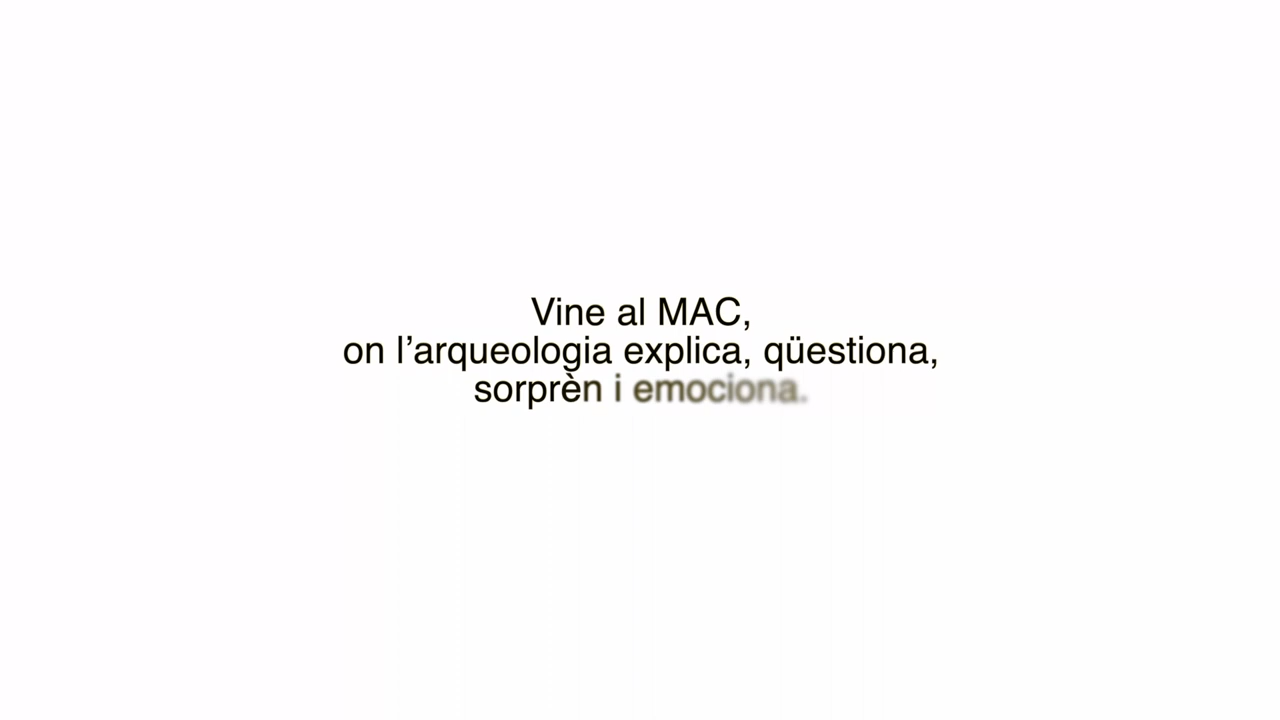 Vine al MAC,
on l’arqueologia explica, qüestiona,
sorprèn i emociona.